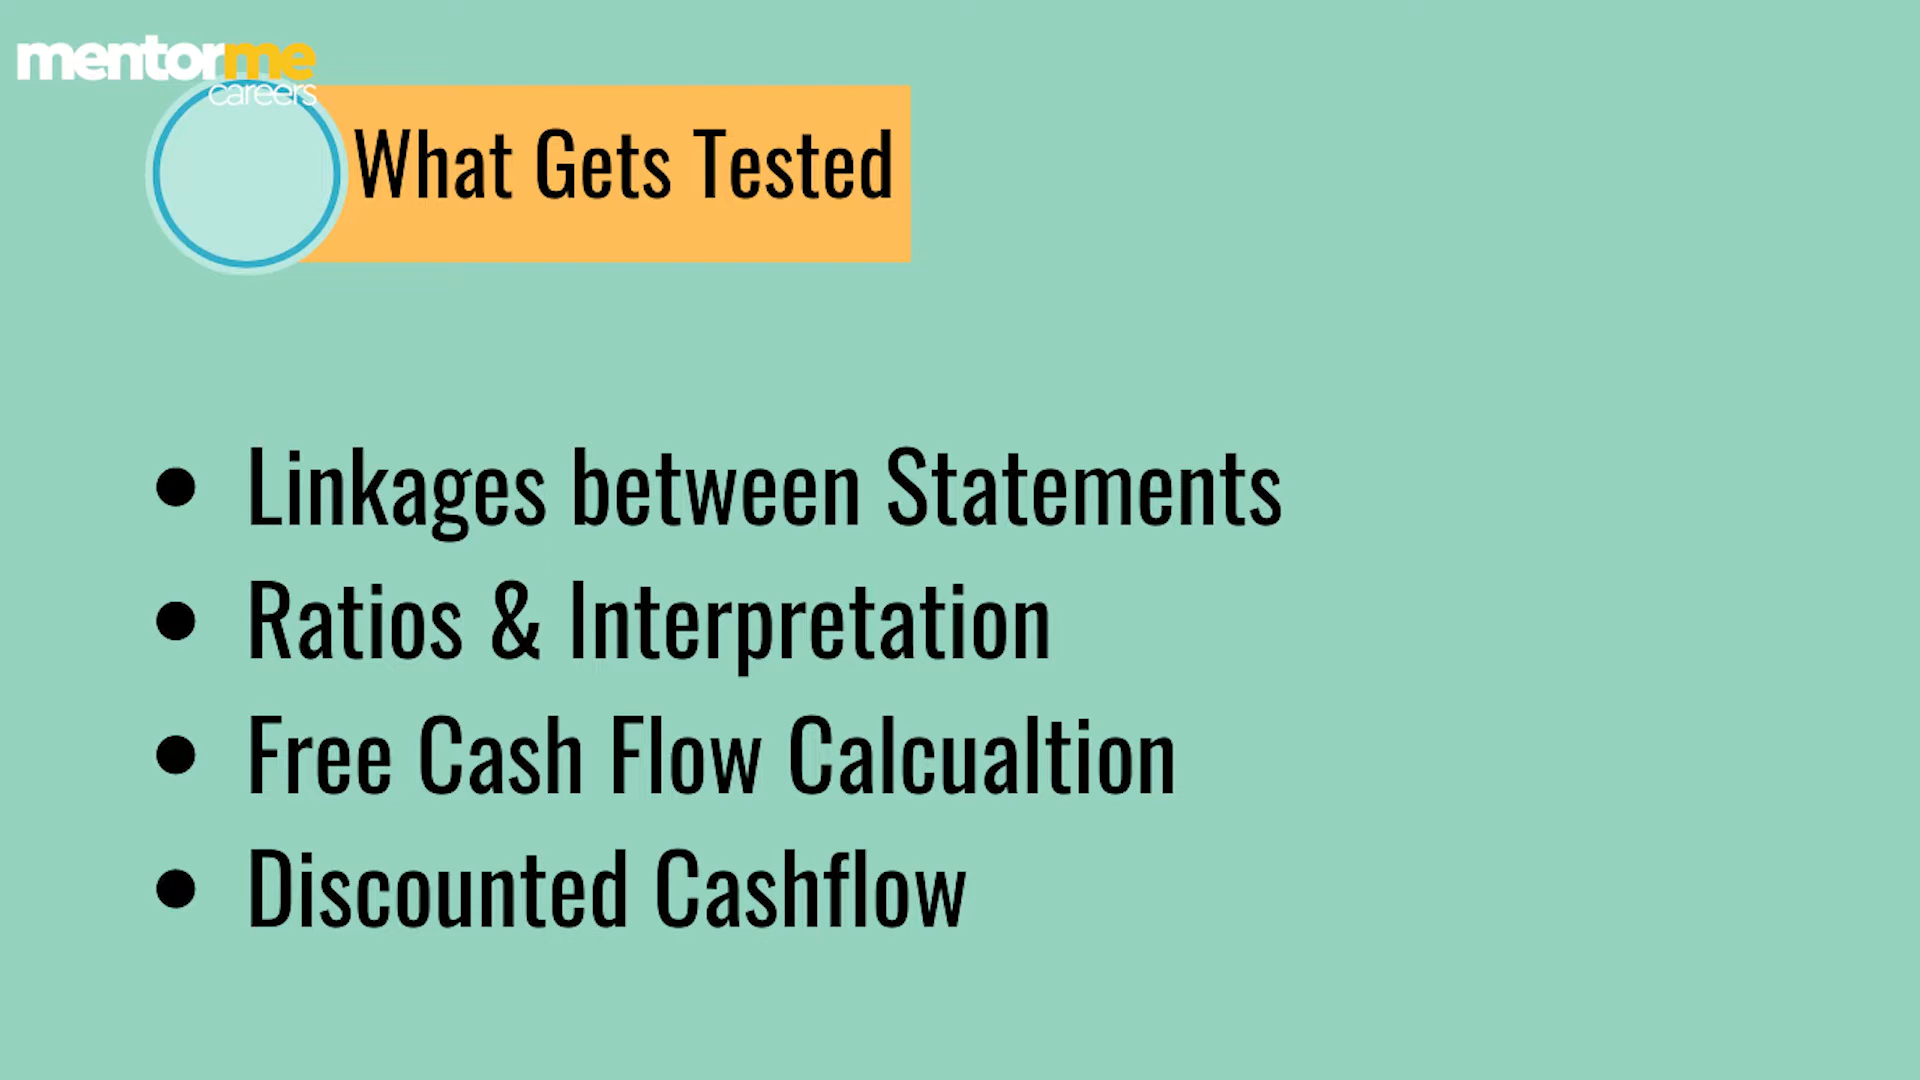 mentorme
careers
What Gets Tested
• Linkages between Statements
• Ratios & Interpretation
• Free Cash Flow Calcualtion
• Discounted Cashflow